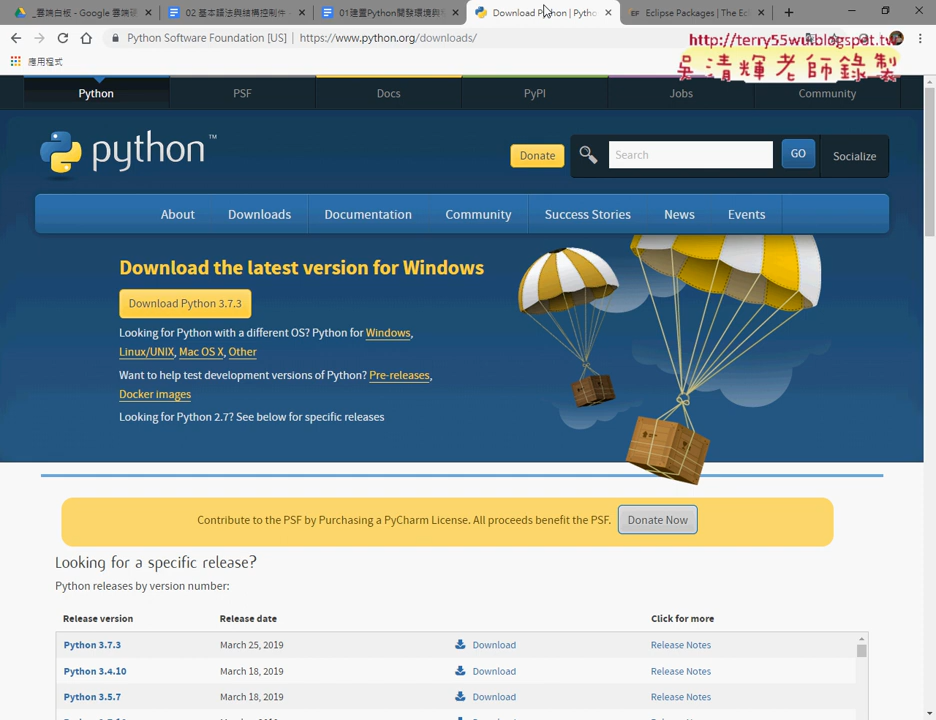 _雲端白板 - Google 雲端硬
02 基本語法與結構控制(作 -
01建置Python開發環境與
Download Python | Pytho
Eclipse Packages | The Ecl
Python Software Foundation [US] | https://www.python.org/downloads/
http://terry55wu.blogspot.tw
應用程式
吳清輝老師錄製
Python
PSF
Docs
PyPI
Jobs
Community
python™
Donate
Search
GO
Socialize
About
Downloads
Documentation
Community
Success Stories
News
Events
Download the latest version for Windows
Download Python 3.7.3
Looking for Python with a different OS? Python for Windows,
Linux/UNIX, Mac OS X, Other
Want to help test development versions of Python? Pre-releases,
Docker images
Looking for Python 2.7? See below for specific releases
Contribute to the PSF by Purchasing a PyCharm License. All proceeds benefit the PSF.
Donate Now
Looking for a specific release?
Python releases by version number:
Release version
Release date
Click for more
Python 3.7.3
March 25, 2019
Download
Release Notes
Python 3.4.10
March 18, 2019
Download
Release Notes
Python 3.5.7
March 18, 2019
Download
Release Notes